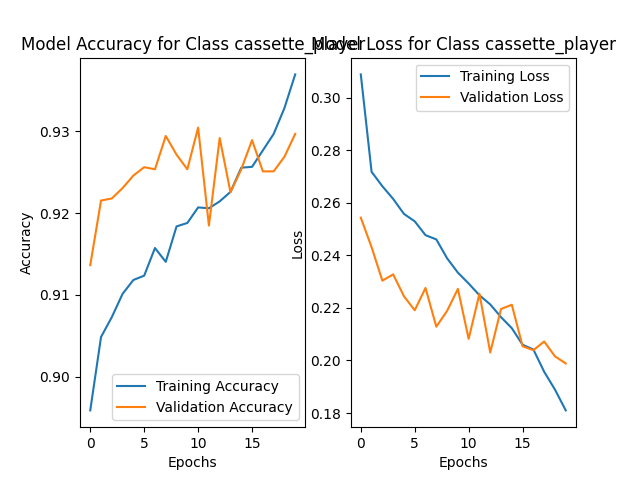 Model Accuracy for Class cassette_player
Model Loss for Class cassette_player
0.93
0.92
0.91
0.90
Accuracy
0
5
10
15
Epochs
Training Accuracy
Validation Accuracy
0.30
0.28
0.26
0.24
0.22
0.20
0.18
Loss
0
5
10
15
Epochs
Training Loss
Validation Loss